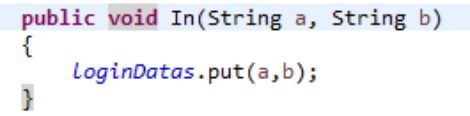 public void In(String a, String b)
{
loginDatas.put(a,b);
}